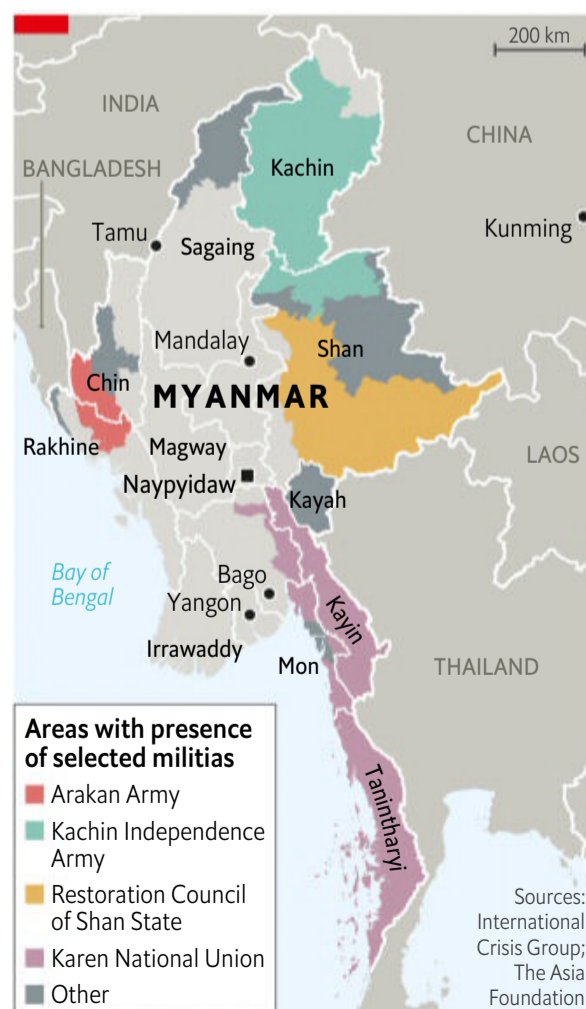 200 km
INDIA
CHINA
BANGLADESH
Kachin
Kunming
Tamu
Sagaing
Mandalay
Shan
Chin
MYANMAR
Rakhine
Magway
LAOS
Naypyidaw
Kayah
Bay of
Bengal
Bago
Yangon
Kayin
Irrawaddy
Mon
THAILAND
Tanintharyi
Areas with presence
of selected militias
Arakan Army
Kachin Independence
Army
Restoration Council
of Shan State
Karen National Union
Other
Sources:
International
Crisis Group;
The Asia
Foundation